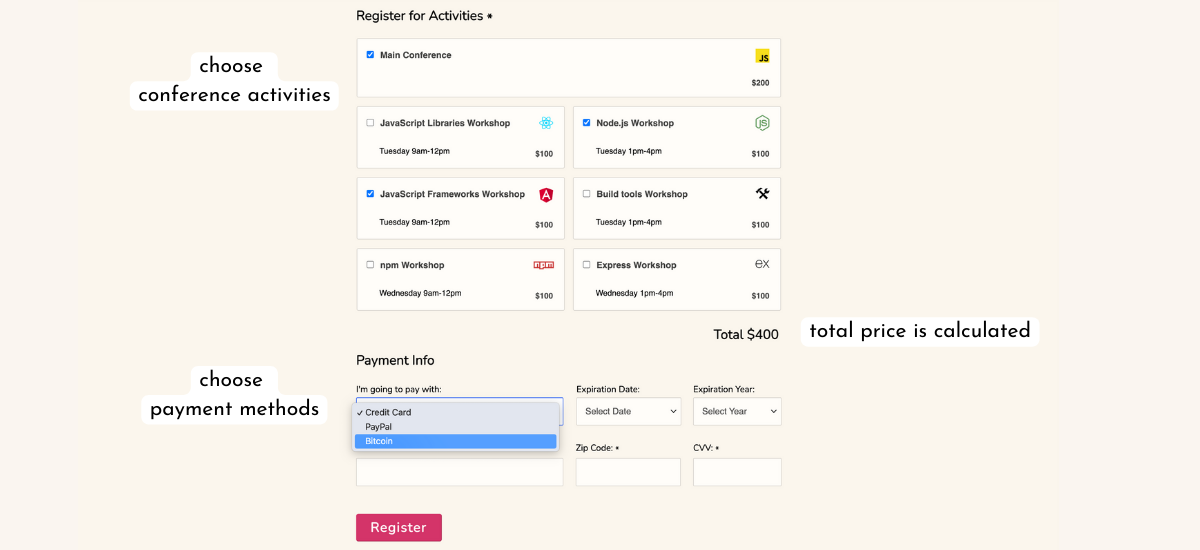 Register for Activities *
Main Conference
JS
$200
choose
conference activities
JavaScript Libraries Workshop
Tuesday 9am-12pm
$100
Node.js Workshop
JS
Tuesday 1pm-4pm
$100
JavaScript Frameworks Workshop
A
Tuesday 9am-12pm
$100
Build tools Workshop
Tuesday 1pm-4pm
$100
npm Workshop
npm
Wednesday 9am-12pm
$100
Express Workshop
ex
Wednesday 1pm-4pm
$100
Total $400
total price is calculated
Payment Info
choose
payment methods
I'm going to pay with:
Credit Card
PayPal
Bitcoin
Expiration Date:
Select Date
Expiration Year:
Select Year
Zip Code: *
CVV: *
Register